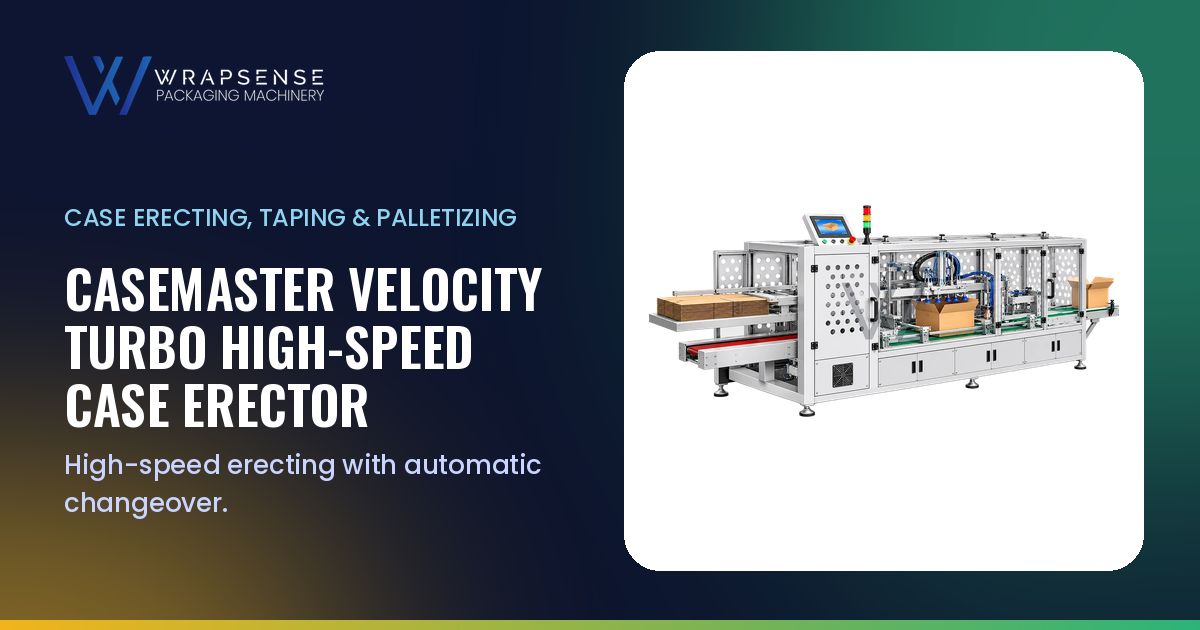 WRAPSENSE
PACKAGING MACHINERY
CASE ERECTING, TAPING & PALLETIZING
CASEMASTER VELOCITY
TURBO HIGH-SPEED
CASE ERECTOR
High-speed erecting with automatic
changeover.